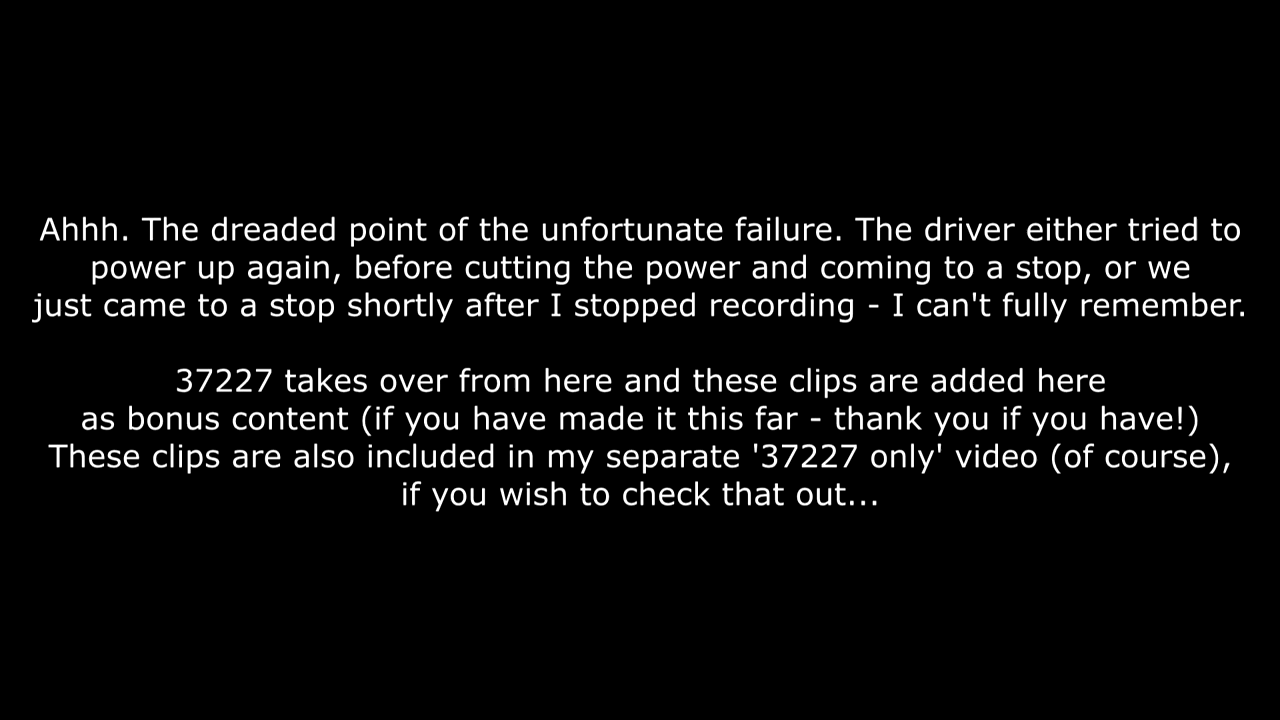 Ahhh. The dreaded point of the unfortunate failure. The driver either tried to
power up again, before cutting the power and coming to a stop, or we
just came to a stop shortly after I stopped recording - I can't fully remember.
37227 takes over from here and these clips are added here
as bonus content (if you have made it this far - thank you if you have!)
These clips are also included in my separate '37227 only' video (of course),
if you wish to check that out...